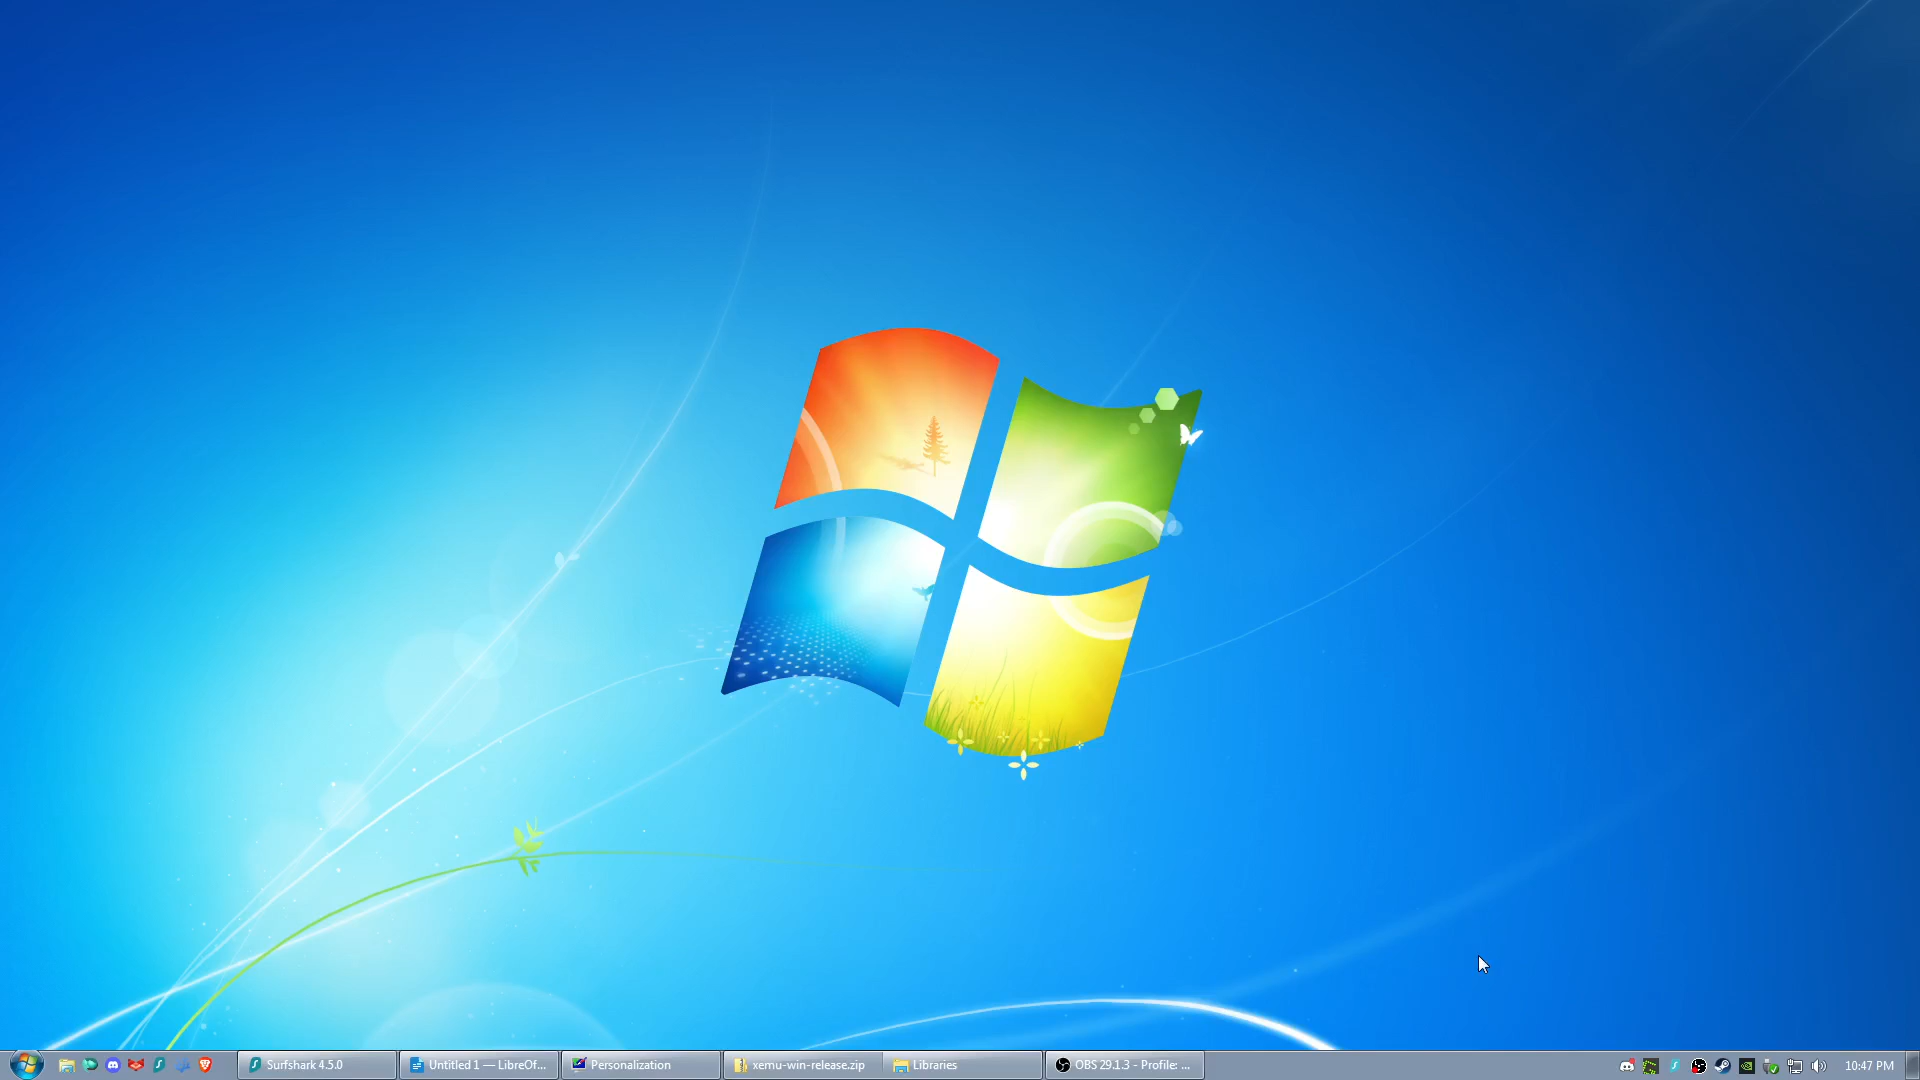 Surfshark 4.5.0
Untitled 1 — LibreOf...
Personalization
xemu-win-release.zip
Libraries
OBS 29.1.3 - Profile: ...
10:47 PM